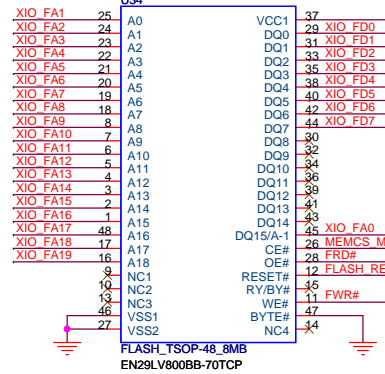 U34
XIO_FA1 25 A0 VCC1 37
XIO_FA2 24 A1 DQ0 29 XIO_FD0
XIO_FA3 23 A2 DQ1 31 XIO_FD1
XIO_FA4 22 A3 DQ2 33 XIO_FD2
XIO_FA5 21 A4 DQ3 35 XIO_FD3
XIO_FA6 20 A5 DQ4 38 XIO_FD4
XIO_FA7 19 A6 DQ5 40 XIO_FD5
XIO_FA8 18 A7 DQ6 42 XIO_FD6
XIO_FA9 8 A8 DQ7 44 XIO_FD7
XIO_FA10 7 A9 DQ8 30
XIO_FA11 6 A10 DQ9 32
XIO_FA12 5 A11 DQ10 34
XIO_FA13 4 A12 DQ11 36
XIO_FA14 3 A13 DQ12 39
XIO_FA15 2 A14 DQ13 41
XIO_FA16 1 A15 DQ14 43
XIO_FA17 48 A16 DQ15/A-1 45 XIO_FA0
XIO_FA18 17 A17 CE# 26 MEMCS_M
XIO_FA19 16 A18 OE# 28 FRD#
9 NC1 RESET# 12 FLASH_RE
10 NC2 RY/BY# 15
13 NC3 WE# 11 FWR#
46 VSS1 BYTE# 47
27 VSS2 NC4 14
FLASH_TSOP-48_8MB
EN29LV800BB-70TCP